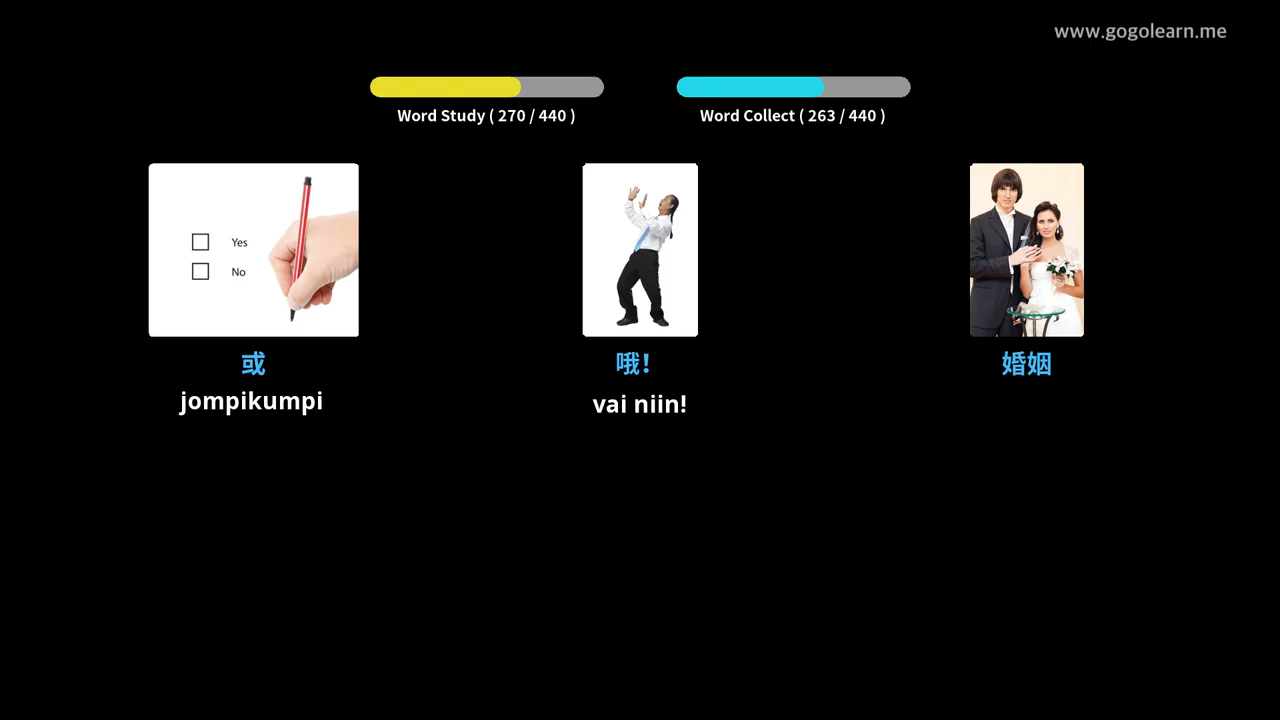 www.gogolearn.me
Word Study ( 270 / 440 )
Word Collect ( 263 / 440 )
Yes
No
或
jompikumpi
哦!
vai niin!
婚姻